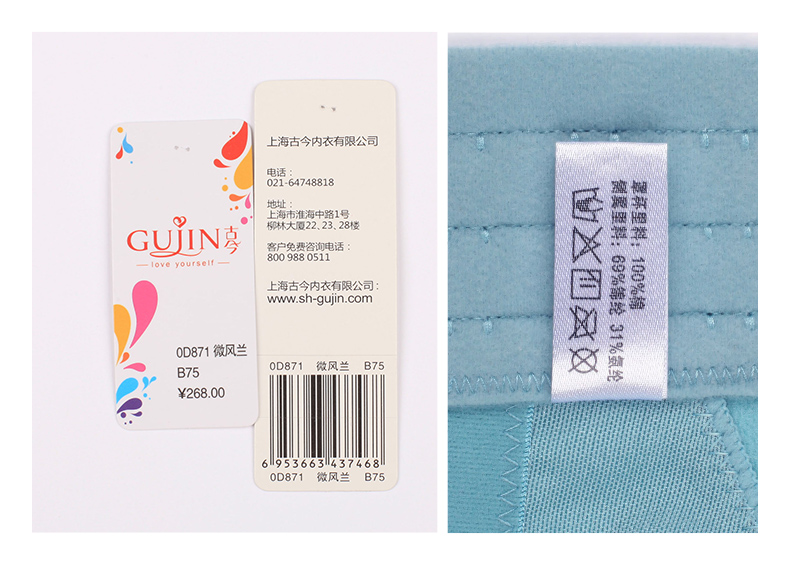 GUJIN古今
love yourself
0D871 微风兰
B75
¥268.00
上海古今内衣有限公司
电话：
021-64748818
地址：
上海市淮海中路1号
柳林大厦22、23、28楼
客户免费咨询电话：
800 988 0511
上海古今内衣有限公司：
www.sh-gujin.com
0D871 微风兰 B75
6 953663 437468
0D871 微风兰 B75
罩杯里料：100%棉
侧翼里料：69%锦纶 31%氨纶